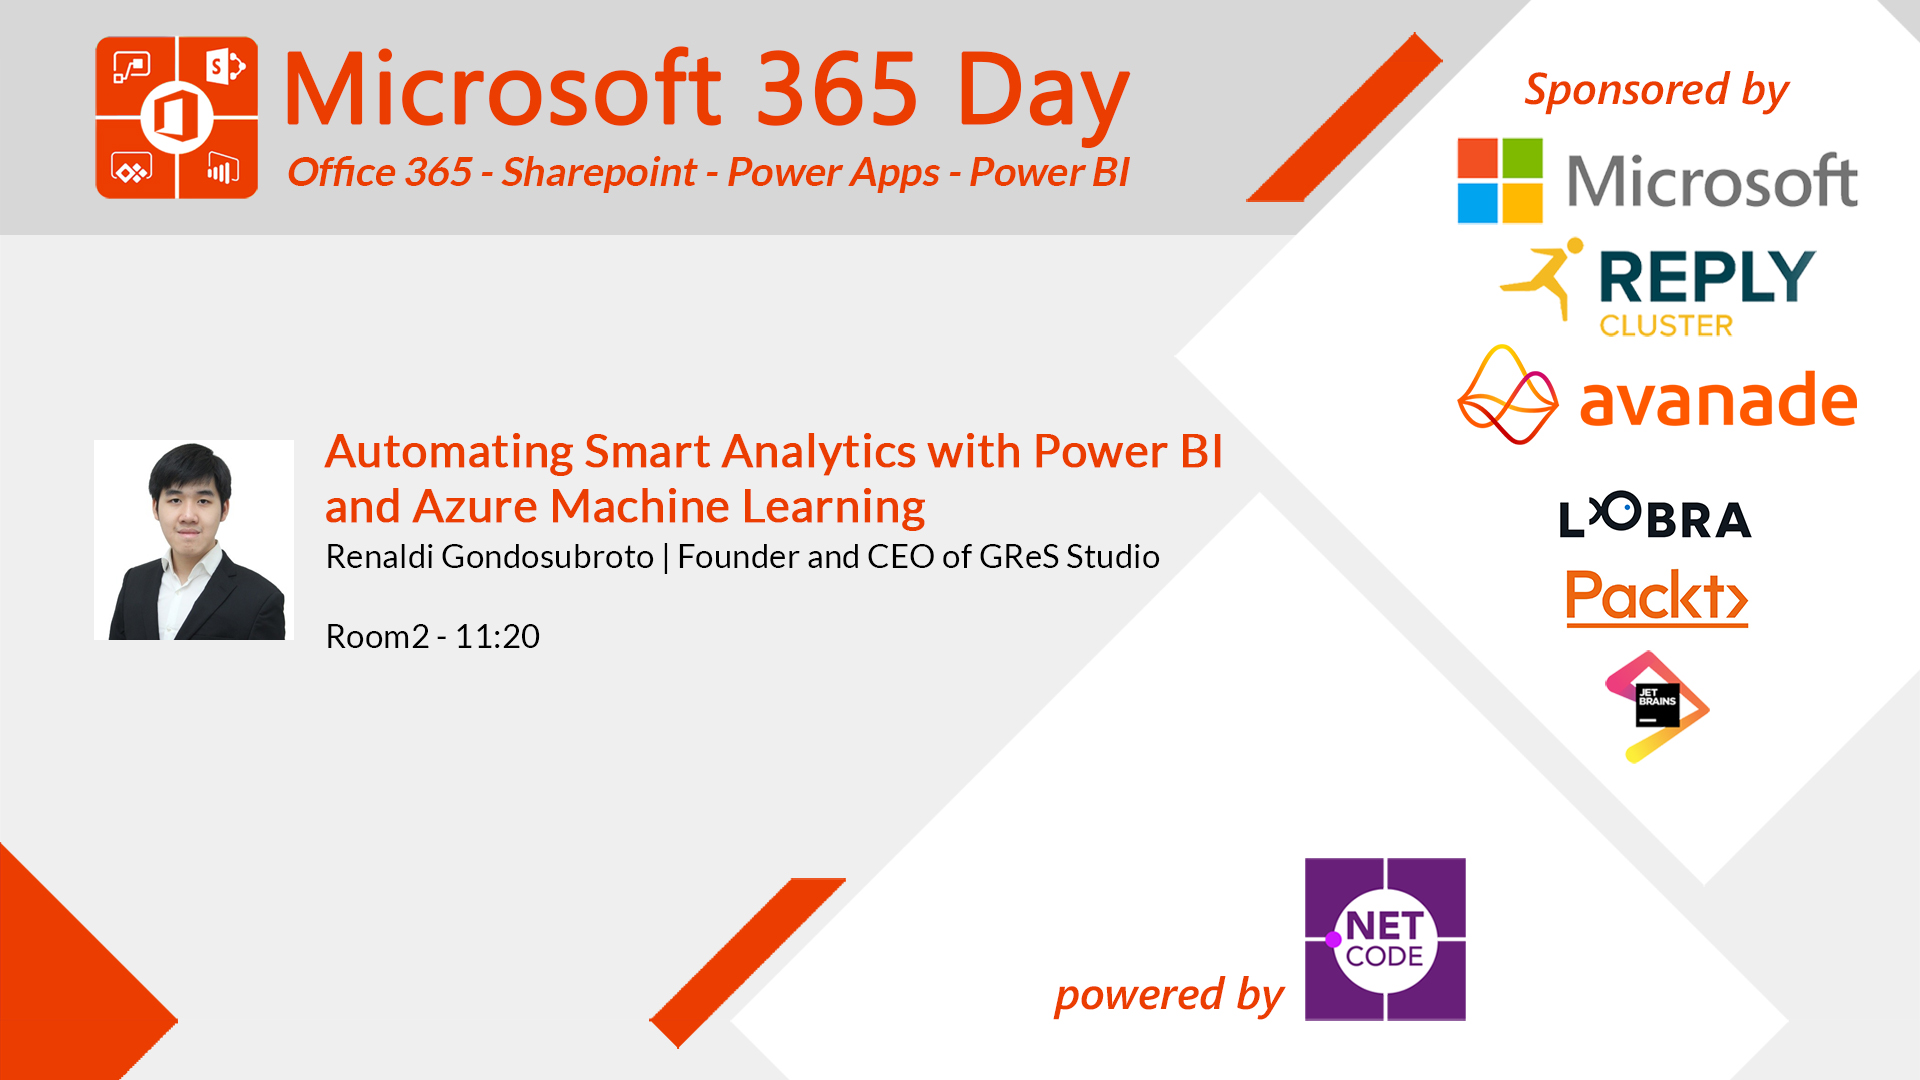 Microsoft 365 Day
Office 365 - Sharepoint - Power Apps - Power BI
Sponsored by
Microsoft
REPLY
CLUSTER
avanade
Automating Smart Analytics with Power BI
and Azure Machine Learning
Renaldi Gondosubroto | Founder and CEO of GReS Studio
Room2 - 11:20
LOBRA
Packt
JET
BRAINS
NET
CODE
powered by